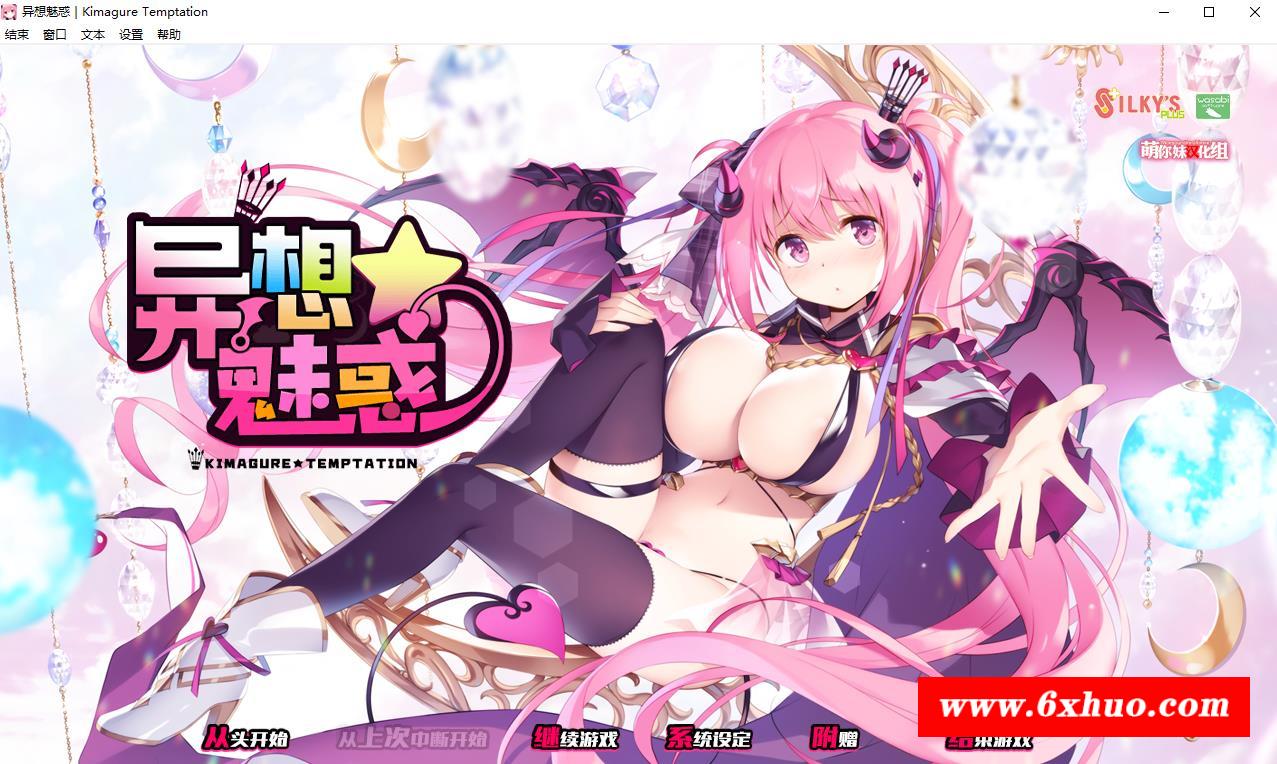 异想魅惑 | Kimagure Temptation
结束 窗口 文本 设置 帮助
SILKY'S PLUS
wasabi software
萌你妹汉化组
异想
魅惑
KIMAGURE★TEMPTATION
www.6xhuo.com
从头开始 从上次中断开始 继续游戏 系统设定 附赠 结束游戏